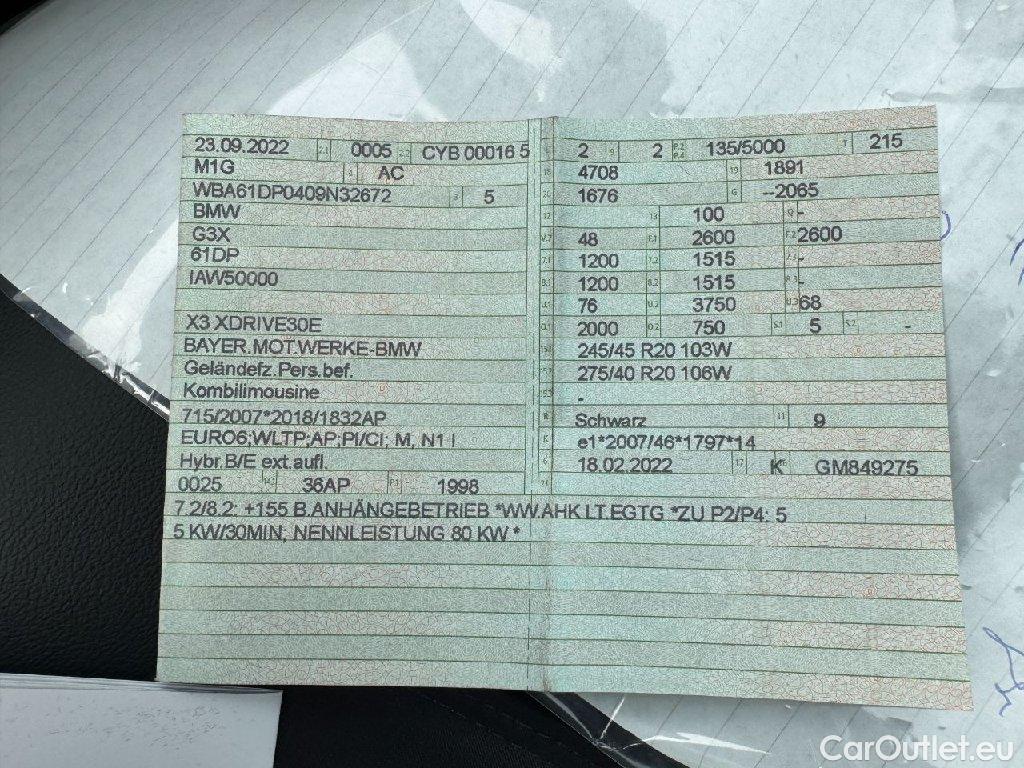 23.09.2022 0005 CYB 00016 5
M1G AC
WBA61DP0409N32672 5
BMW
G3X
61DP
IAW50000
X3 XDRIVE30E
BAYER.MOT.WERKE-BMW
Geländefz.Pers.bef.
Kombilimousine
715/2007*2018/1832AP
EURO6;WLTP;AP;PI/CI; M, N1 I
Hybr.B/E ext.aufl.
0025 36AP 1998
2 2 135/5000 215
4708 1891
1676 --2065
100 -
48 2600 2600
1200 1515 -
1200 1515 -
76 3750 68
2000 750 5 -
245/45 R20 103W
275/40 R20 106W
-
Schwarz 9
e1*2007/46*1797*14
18.02.2022 K GM849275
7.2/8.2: +155 B.ANHÄNGEBETRIEB *WW.AHK LT.EGTG *ZU P2/P4: 5
5 KW/30MIN; NENNLEISTUNG 80 KW *
CarOutlet.eu